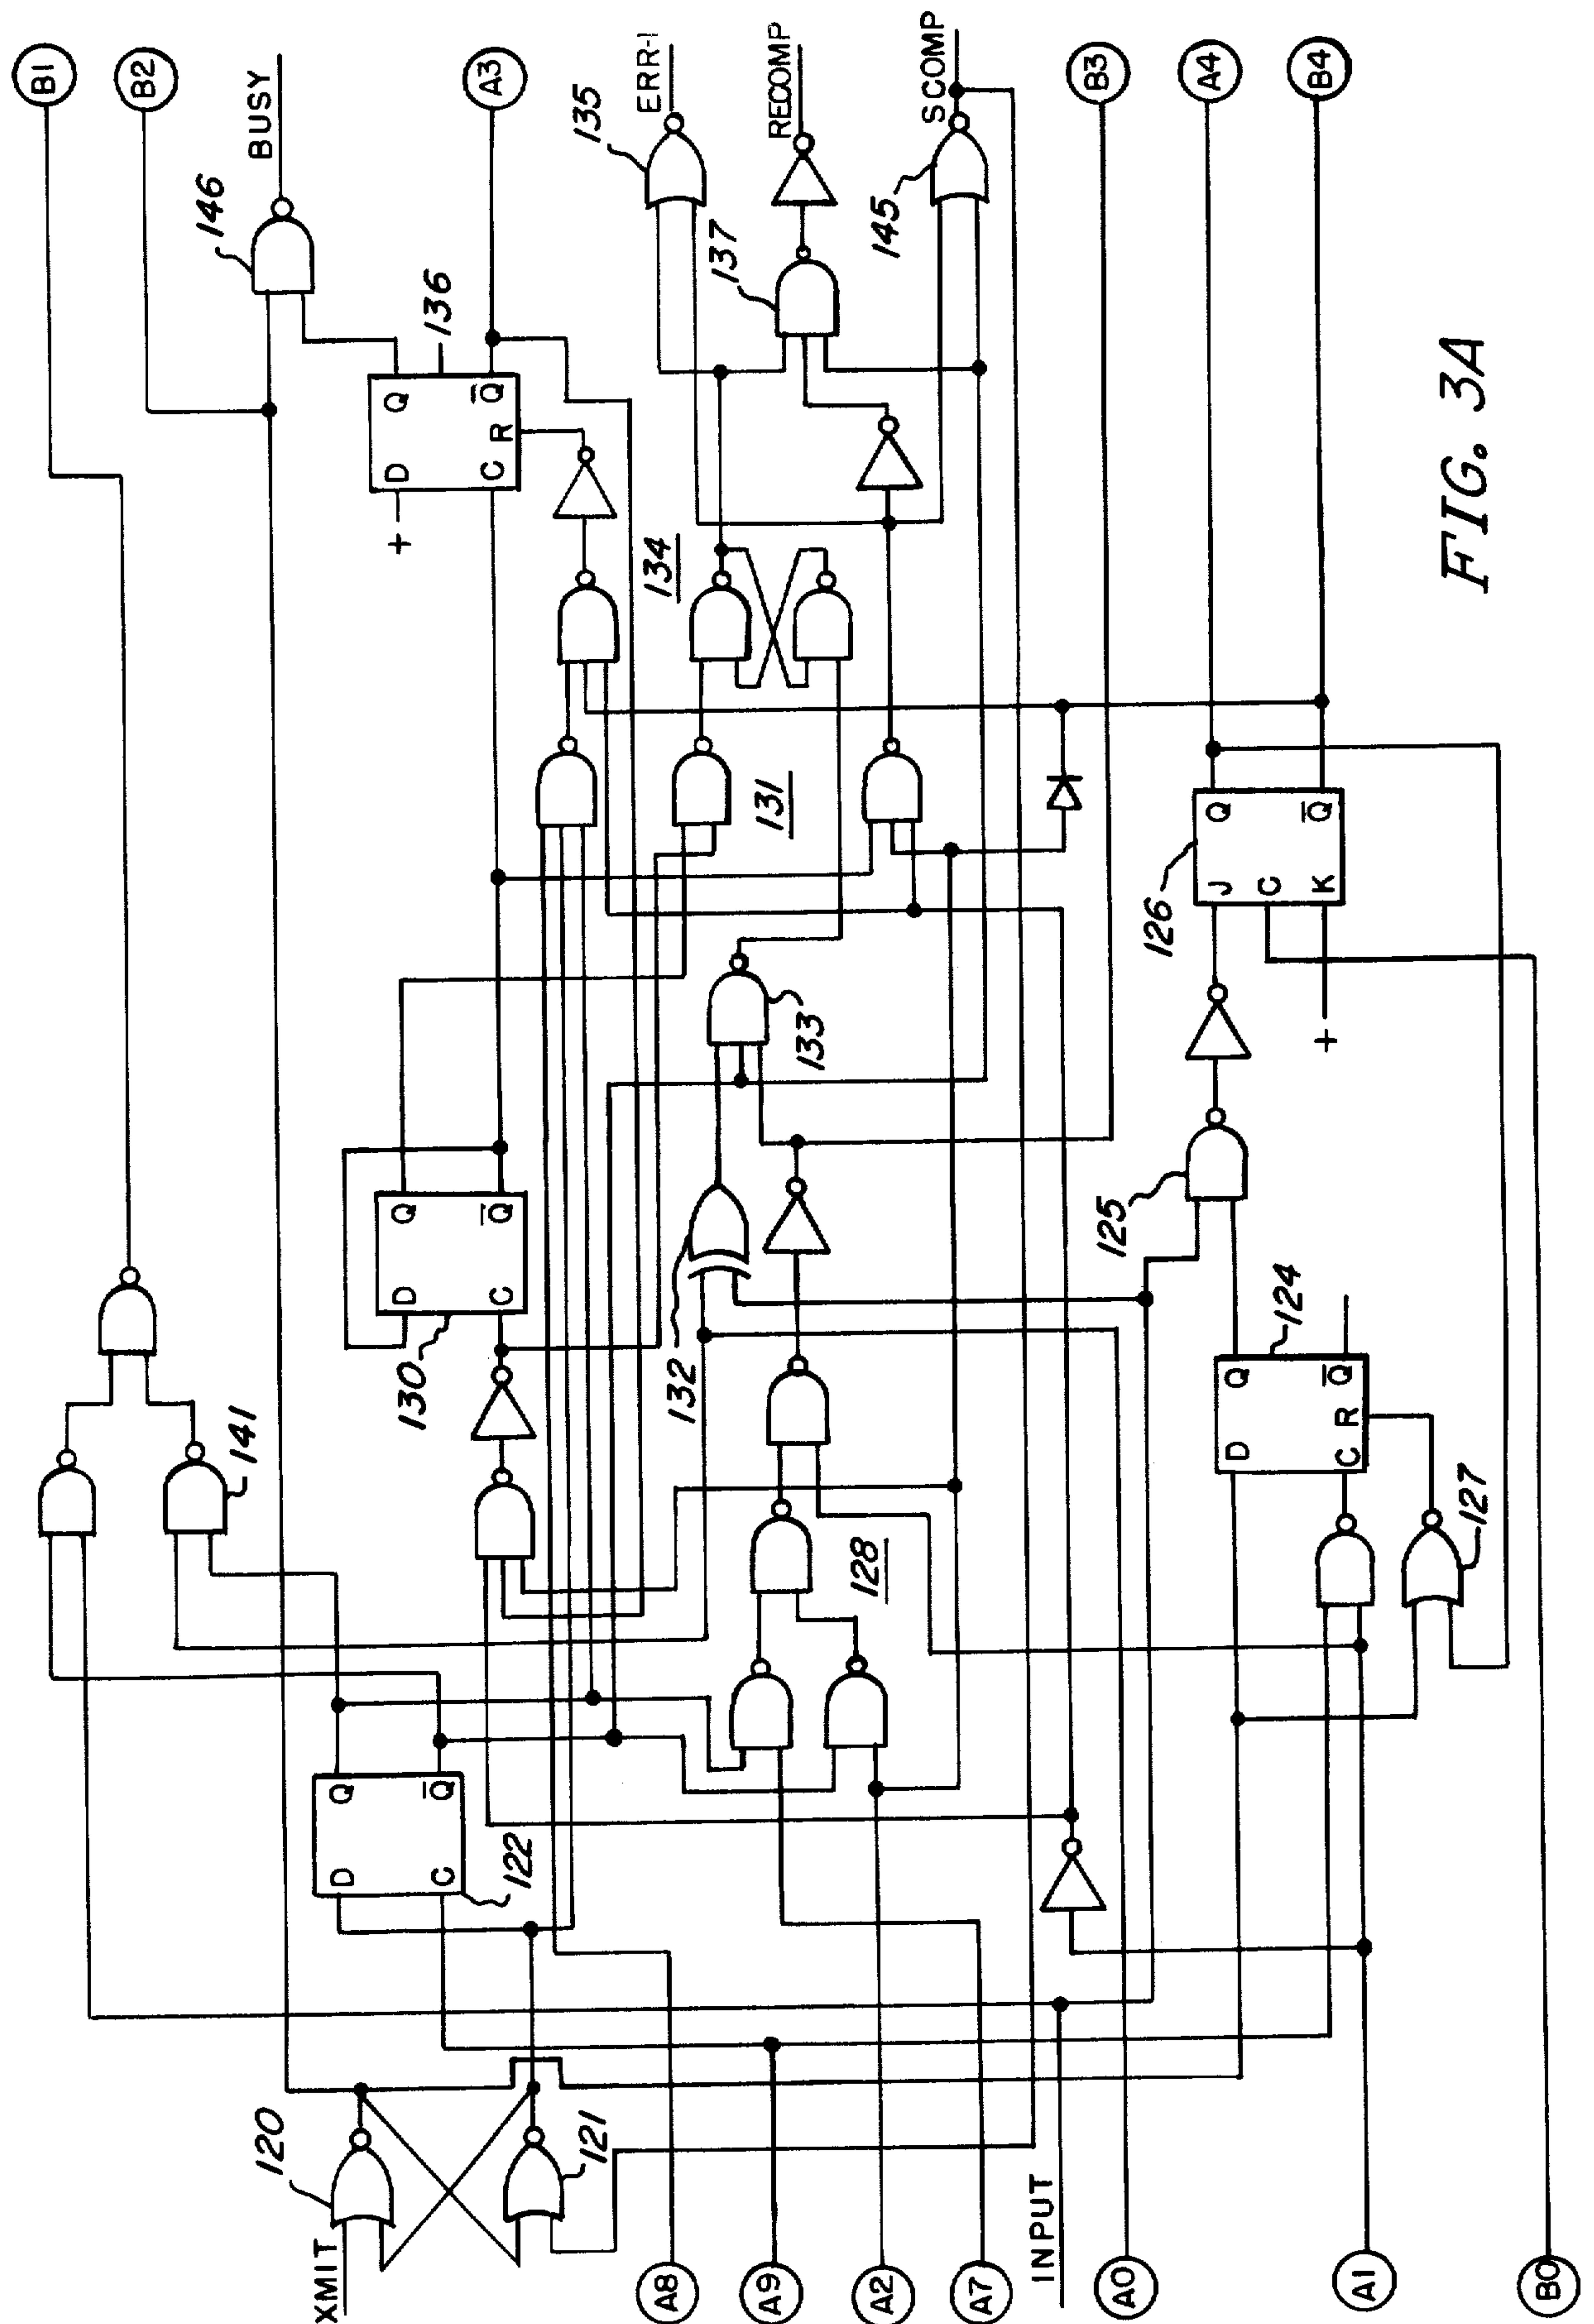 B1
B2
146
BUSY
141
D
Q
C
Q
130
D
Q
+
C
R
Q
136
A3
120
XMIT
121
D
Q
C
Q
122
134
135
ERR-1
131
RECOMP
137
132
133
128
145
SCOMP
A8
A9
A2
A7
INPUT
A0
A1
B0
B3
125
126
J
Q
C
K
Q
+
A4
B4
124
D
Q
C
R
Q
127
FIG. 3A